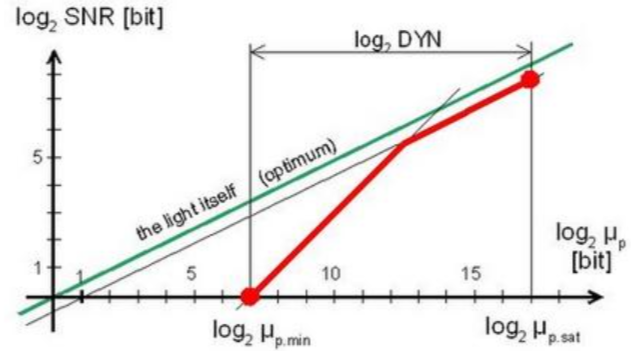 log₂ SNR [bit]
log₂ DYN
5
the light itself (optimum)
log₂ μₚ
[bit]
1
1
5
10
15
log₂ μₚ.min
log₂ μₚ.sat